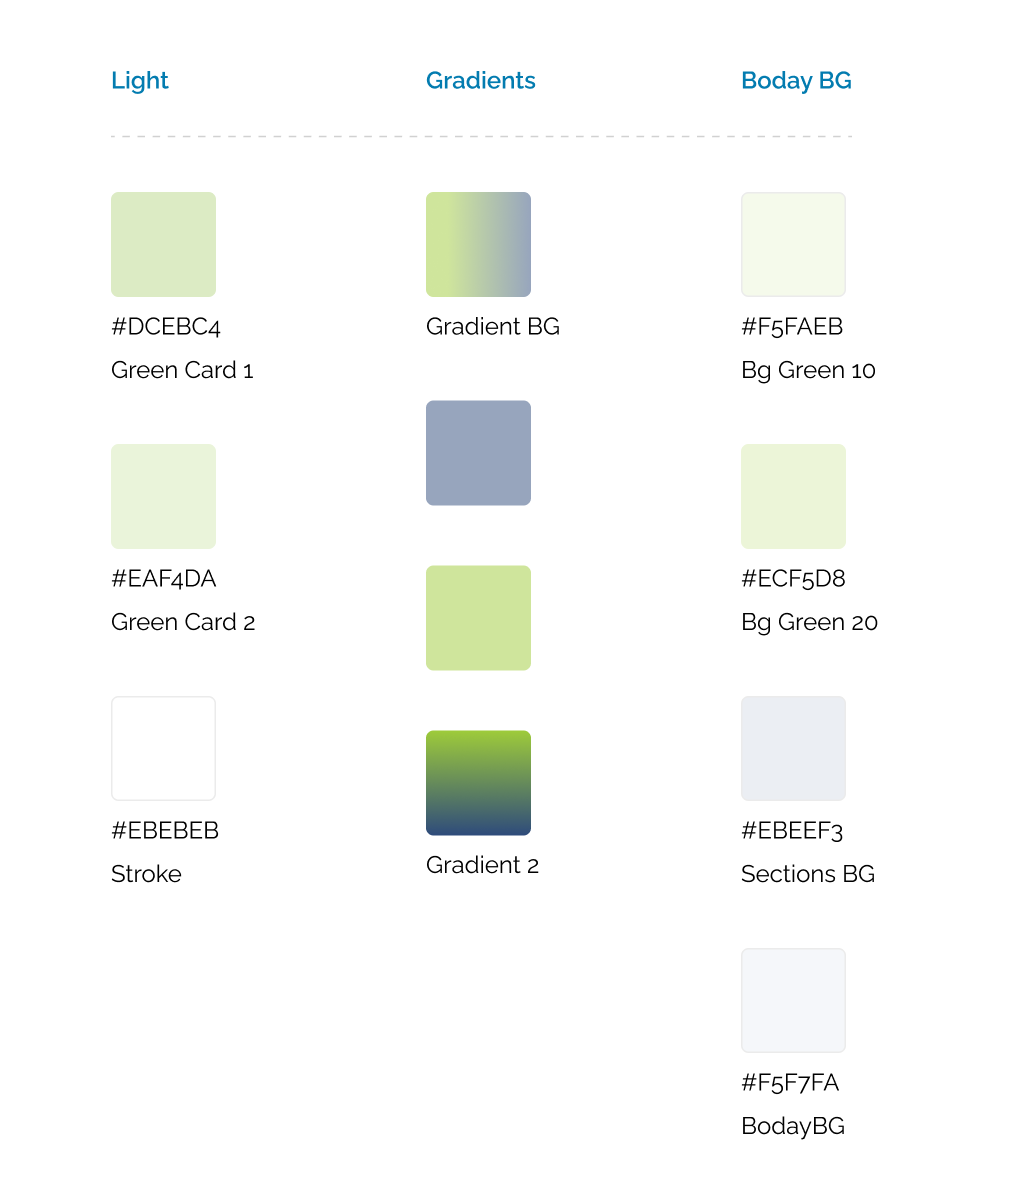 Light
Gradients
Boday BG
#DCEBC4
Green Card 1
#EAF4DA
Green Card 2
#EBEBEB
Stroke
Gradient BG
Gradient 2
#F5FAEB
Bg Green 10
#ECF5D8
Bg Green 20
#EBEEF3
Sections BG
#F5F7FA
BodayBG